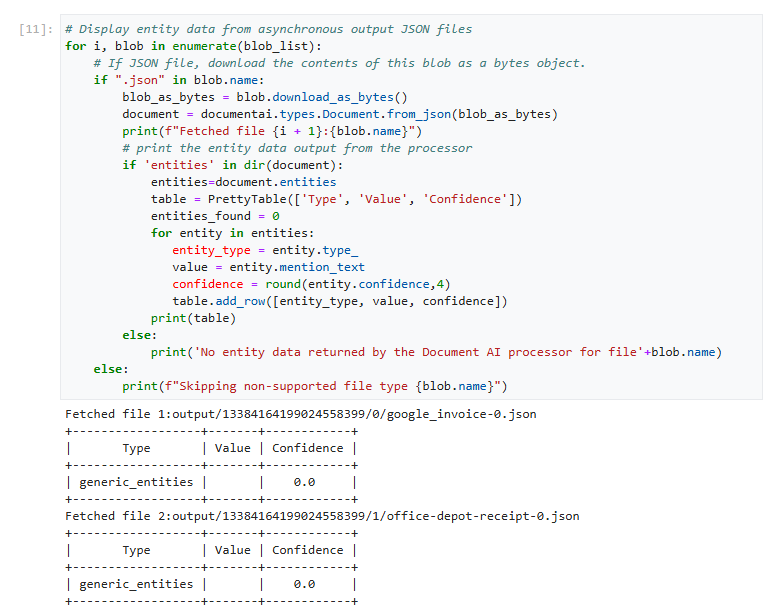 [11]: # Display entity data from asynchronous output JSON files
for i, blob in enumerate(blob_list):
    # If JSON file, download the contents of this blob as a bytes object.
    if ".json" in blob.name:
        blob_as_bytes = blob.download_as_bytes()
        document = documentai.types.Document.from_json(blob_as_bytes)
        print(f"Fetched file {i + 1}:{blob.name}")
        # print the entity data output from the processor
        if 'entities' in dir(document):
            entities=document.entities
            table = PrettyTable(['Type', 'Value', 'Confidence'])
            entities_found = 0
            for entity in entities:
               entity_type = entity.type_
               value = entity.mention_text
               confidence = round(entity.confidence,4)
               table.add_row([entity_type, value, confidence])
            print(table)
        else:
            print('No entity data returned by the Document AI processor for file'+blob.name)
    else:
        print(f"Skipping non-supported file type {blob.name}")
Fetched file 1:output/13384164199024558399/0/google_invoice-0.json
+------------------+-------+------------+
|       Type       | Value | Confidence |
+------------------+-------+------------+
| generic_entities |       |    0.0     |
+------------------+-------+------------+
Fetched file 2:output/13384164199024558399/1/office-depot-receipt-0.json
+------------------+-------+------------+
|       Type       | Value | Confidence |
+------------------+-------+------------+
| generic_entities |       |    0.0     |
+------------------+-------+------------+